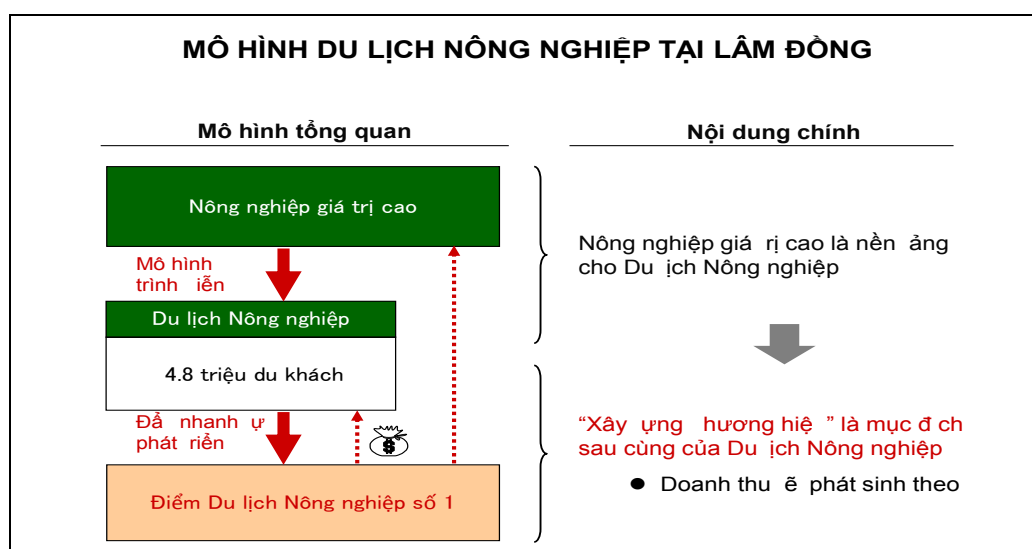 MÔ HÌNH DU LỊCH NÔNG NGHIỆP TẠI LÂM ĐỒNG
Mô hình tổng quan
Nông nghiệp giá trị cao
Mô hình
trình iễn
Du lịch Nông nghiệp
4.8 triệu du khách
Đẩ nhanh ự
phát riển
$
Điểm Du lịch Nông nghiệp số 1
Nội dung chính
Nông nghiệp giá rị cao là nền ảng
cho Du ịch Nông nghiệp
“Xây ựng hương hiệ ” là mục đ ch
sau cùng của Du ịch Nông nghiệp
● Doanh thu ẽ phát sinh theo